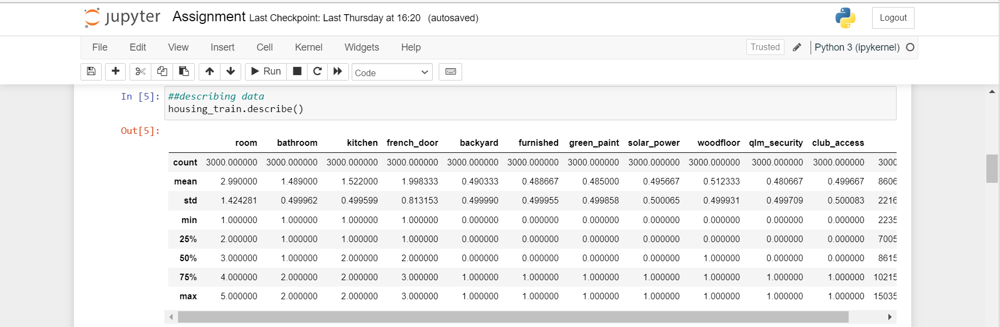 jupyter Assignment Last Checkpoint: Last Thursday at 16:20 (autosaved) Logout
File Edit View Insert Cell Kernel Widgets Help Trusted Python 3 (ipykernel)
Run Code
In [5]: ##describing data
housing_train.describe()
Out[5]:
room bathroom kitchen french_door backyard furnished green_paint solar_power woodfloor qlm_security club_access
count 3000.000000 3000.000000 3000.000000 3000.000000 3000.000000 3000.000000 3000.000000 3000.000000 3000.000000 3000.000000 3000.000000 3000
mean 2.990000 1.489000 1.522000 1.998333 0.490333 0.488667 0.485000 0.495667 0.512333 0.480667 0.499667 8606
std 1.424281 0.499962 0.499599 0.813153 0.499990 0.499955 0.499858 0.500065 0.499931 0.499709 0.500083 2216
min 1.000000 1.000000 1.000000 1.000000 0.000000 0.000000 0.000000 0.000000 0.000000 0.000000 0.000000 2235
25% 2.000000 1.000000 1.000000 1.000000 0.000000 0.000000 0.000000 0.000000 0.000000 0.000000 0.000000 7005
50% 3.000000 1.000000 2.000000 2.000000 0.000000 0.000000 0.000000 0.000000 1.000000 0.000000 0.000000 8615
75% 4.000000 2.000000 2.000000 3.000000 1.000000 1.000000 1.000000 1.000000 1.000000 1.000000 1.000000 10215
max 5.000000 2.000000 2.000000 3.000000 1.000000 1.000000 1.000000 1.000000 1.000000 1.000000 1.000000 15035